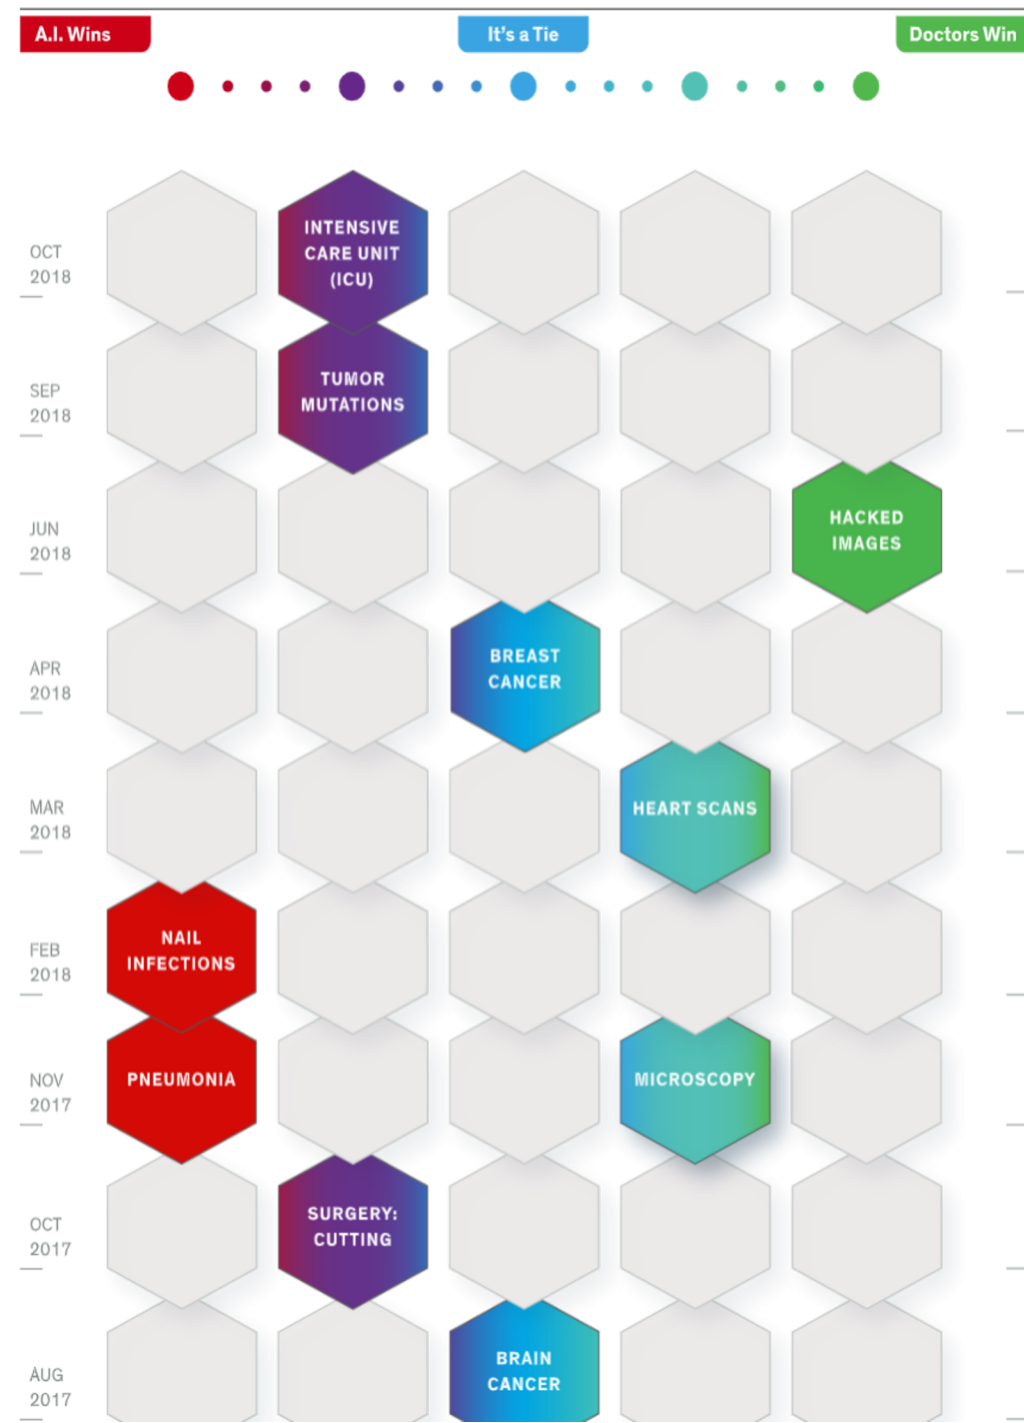 A.I. Wins
It's a Tie
Doctors Win
OCT
2018
INTENSIVE
CARE UNIT
(ICU)
SEP
2018
TUMOR
MUTATIONS
JUN
2018
HACKED
IMAGES
APR
2018
BREAST
CANCER
MAR
2018
HEART SCANS
FEB
2018
NAIL
INFECTIONS
NOV
2017
PNEUMONIA
MICROSCOPY
OCT
2017
SURGERY:
CUTTING
AUG
2017
BRAIN
CANCER